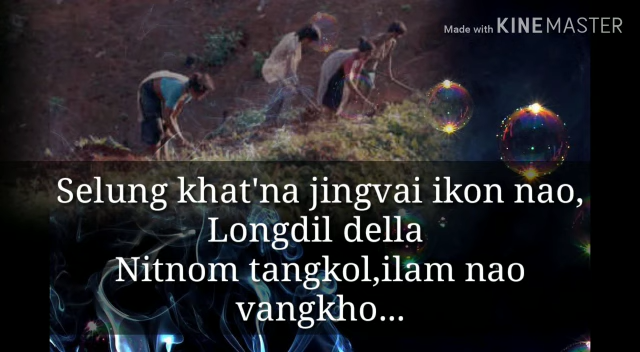 Made with KINEMASTER
Selung khat'na jingvai ikon nao,
Longdil della
Nitnom tangkol,ilam nao
vangkho...